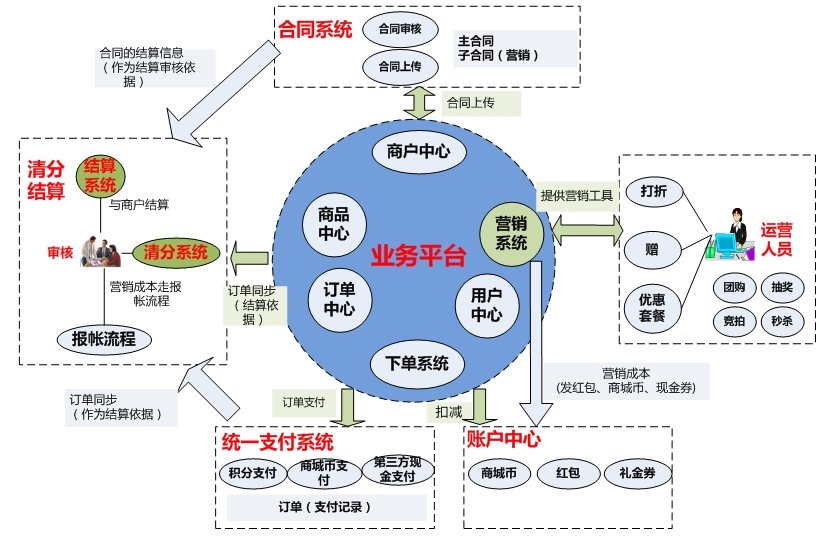 合同系统
合同审核
合同上传
主合同
子合同（营销）
合同的结算信息
（作为结算审核依
据）
合同上传
清分
结算
结算
系统
与商户结算
审核
清分系统
营销成本走报
帐流程
报帐流程
订单同步
（结算依
据）
订单同步
（作为结算依据）
商户中心
商品
中心
营销
系统
业务平台
订单
中心
用户
中心
下单系统
提供营销工具
打折
赠
优惠
套餐
运营
人员
团购
抽奖
竞拍
秒杀
营销成本
(发红包、商城币、现金券)
订单支付
扣减
统一支付系统
积分支付
商城币支
付
第三方现
金支付
订单（支付记录）
账户中心
商城币
红包
礼金券